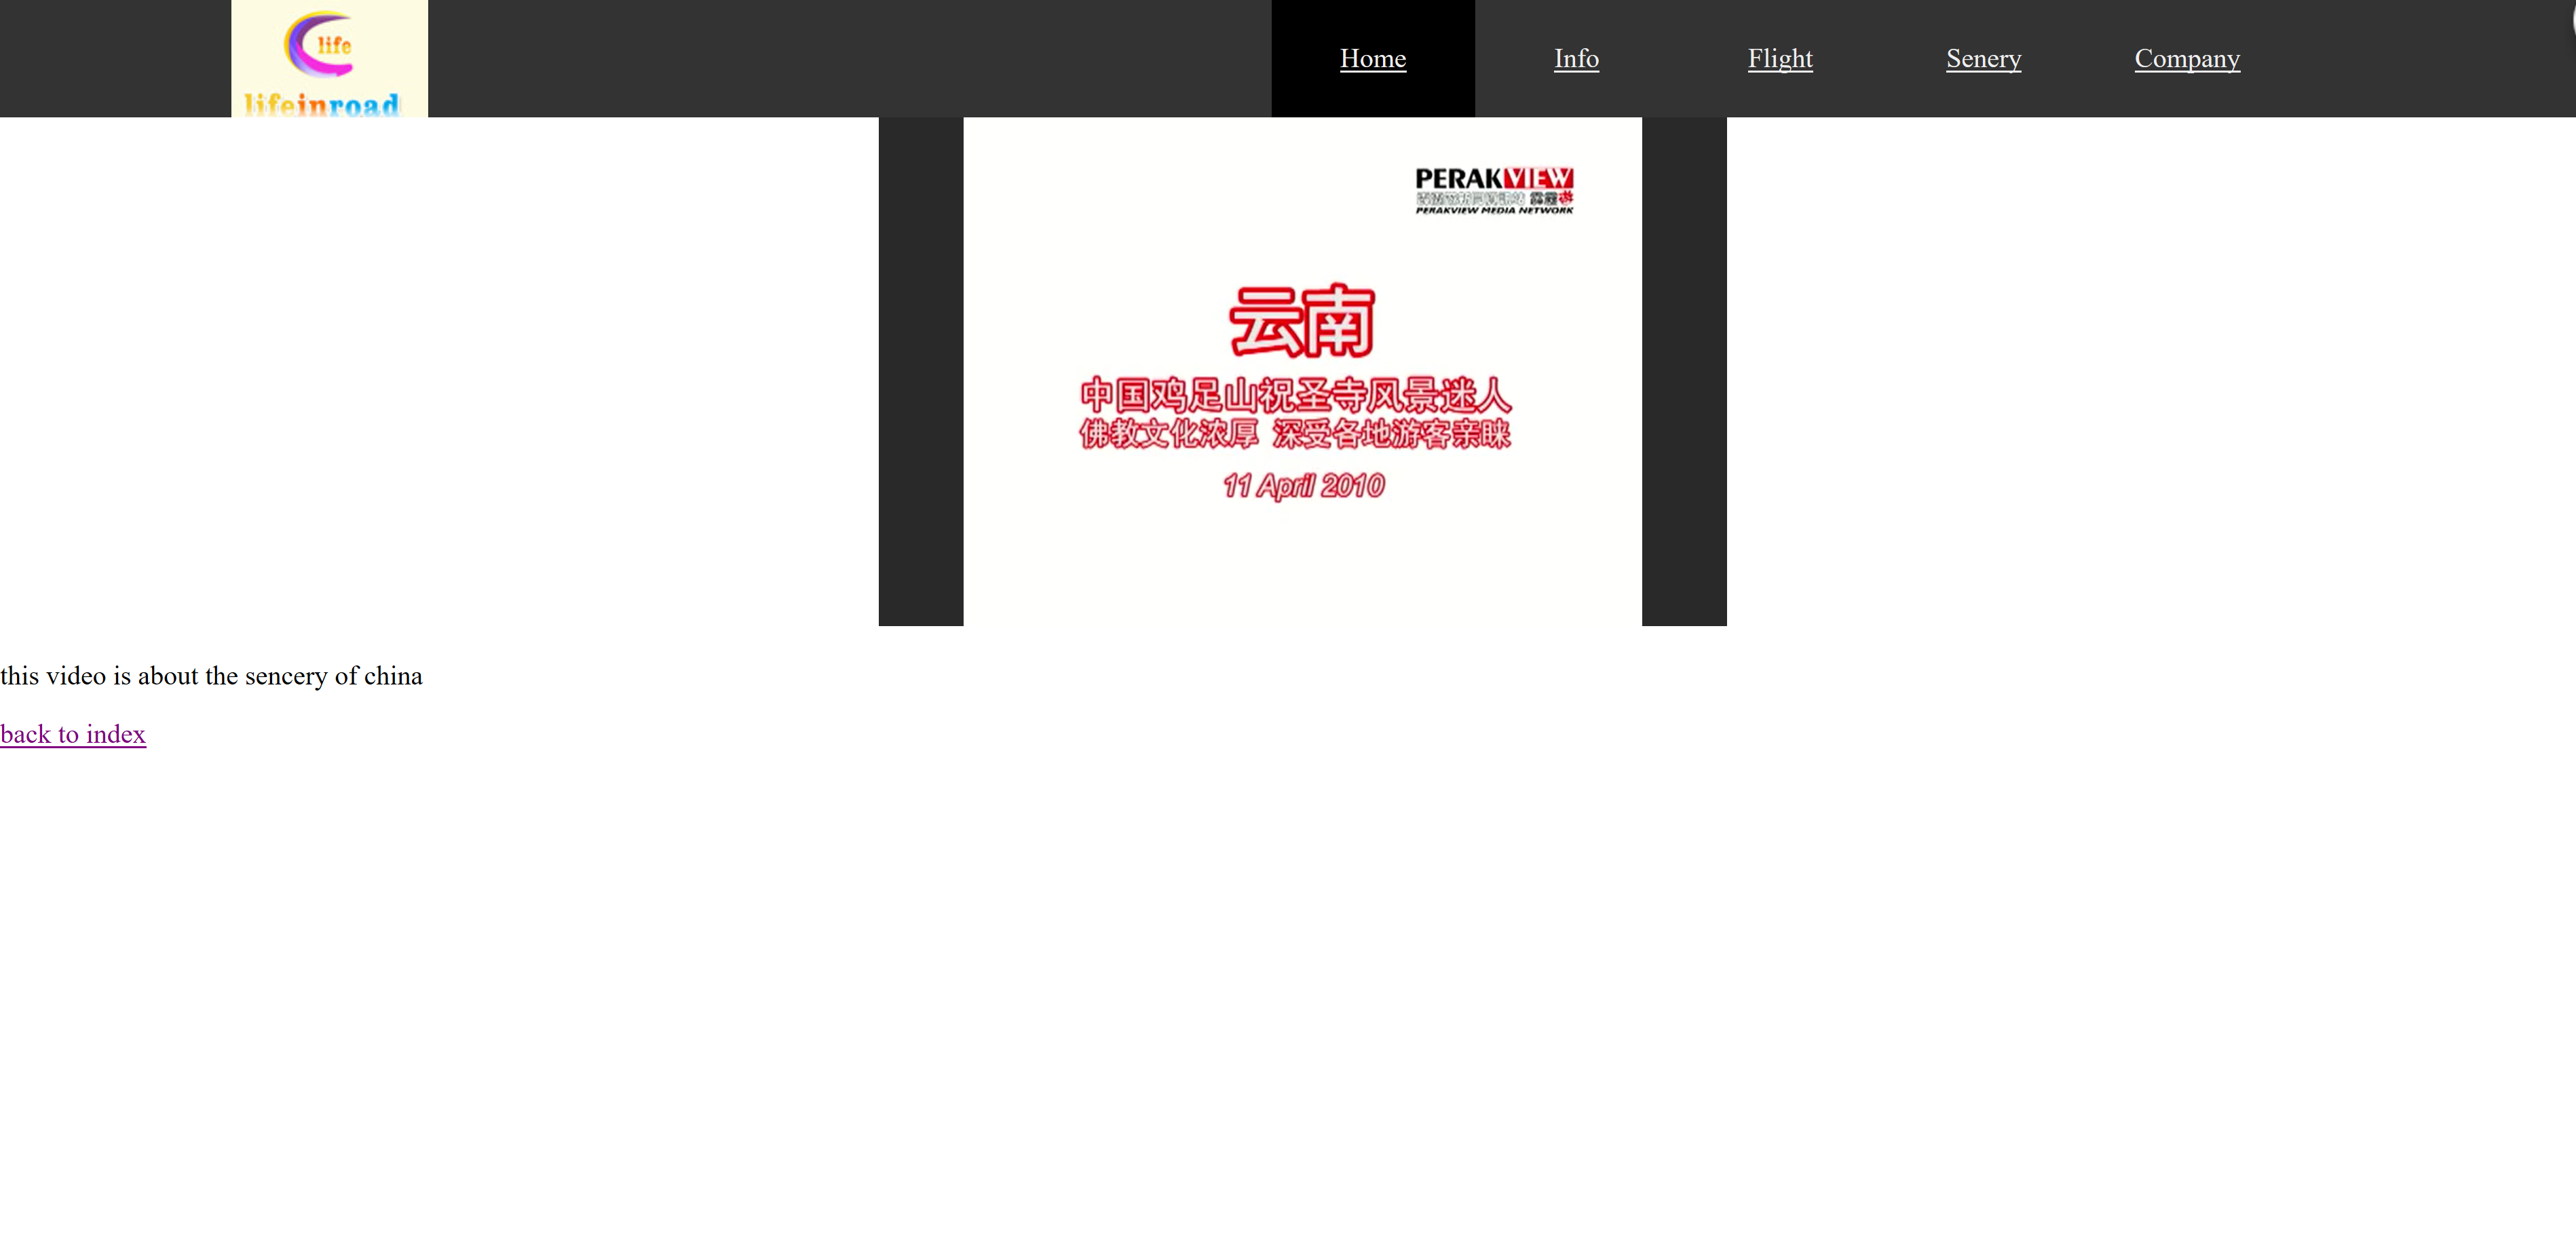 life
lifeinroad
Home
Info
Flight
Senery
Company
PERAKVIEW
PERAKVIEW MEDIA NETWORK
云南
中国鸡足山祝圣寺风景迷人
佛教文化浓厚 深受各地游客亲睐
11 April 2010
this video is about the sencery of china
back to index